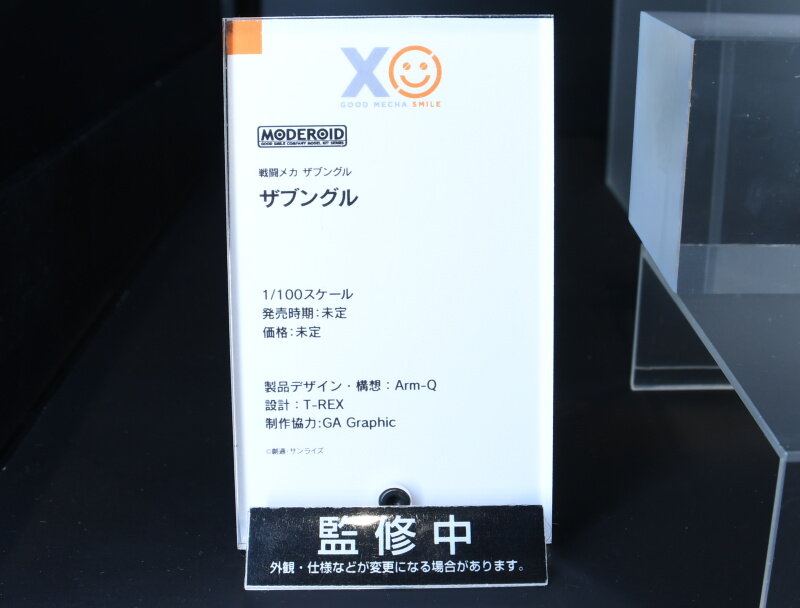 XO
GOOD MECHA SMILE
MODEROID
GOOD SMILE COMPANY MODEL KIT SERIES
戦闘メカ ザブングル
ザブングル
1/100スケール
発売時期:未定
価格:未定
製品デザイン・構想：Arm-Q
設計：T-REX
制作協力:GA Graphic
©創通・サンライズ
監修中
外観・仕様などが変更になる場合があります。